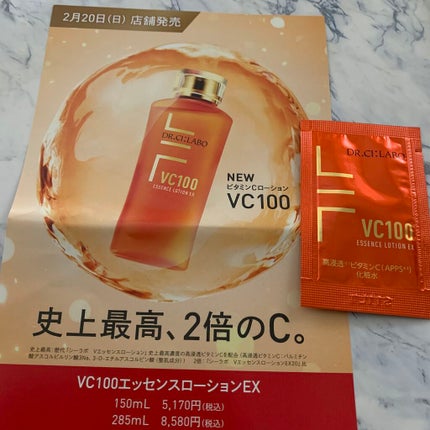 2月20日(日) 店舗発売
DR.CI:LABO
VC100
ESSENCE LOTION EX
NEW
ビタミンCローション
VC100
史上最高、2倍のC。
VC100エッセンスローションEX
150mL 5,170円(税込)
285mL 8,580円(税込)
DR.CI:LABO
VC100
ESSENCE LOTION EX
高浸透 ビタミンC(APPS)
化粧水